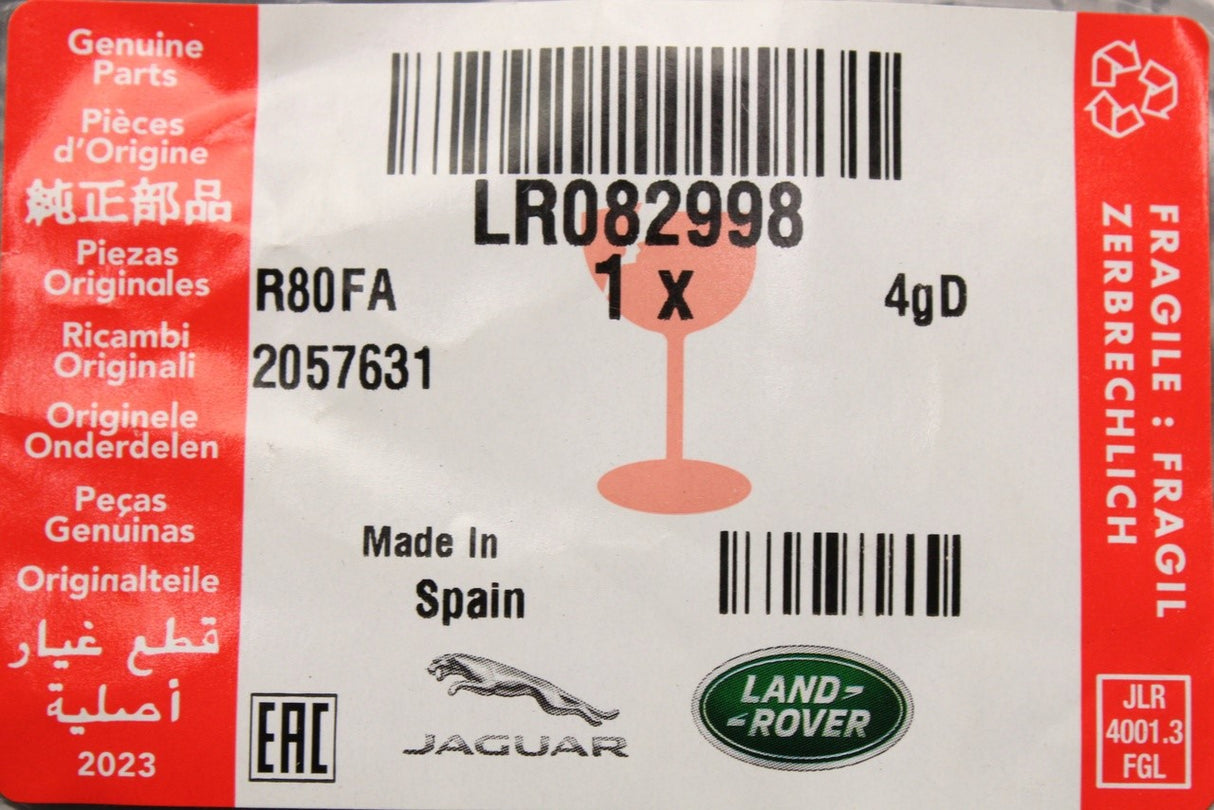 Genuine
Parts
Pièces
d'Origine
純正部品
Piezas
Originales
Ricambi
Originali
Originele
Onderdelen
Peças
Genuinas
Originalteile
قطع غيار
أصلية
2023
LR082998
1 x
R80FA
4gD
2057631
Made In
Spain
EAC
JAGUAR
LAND-
-ROVER
FRAGILE : FRAGIL
ZERBRECHLICH
JLR
4001.3
FGL